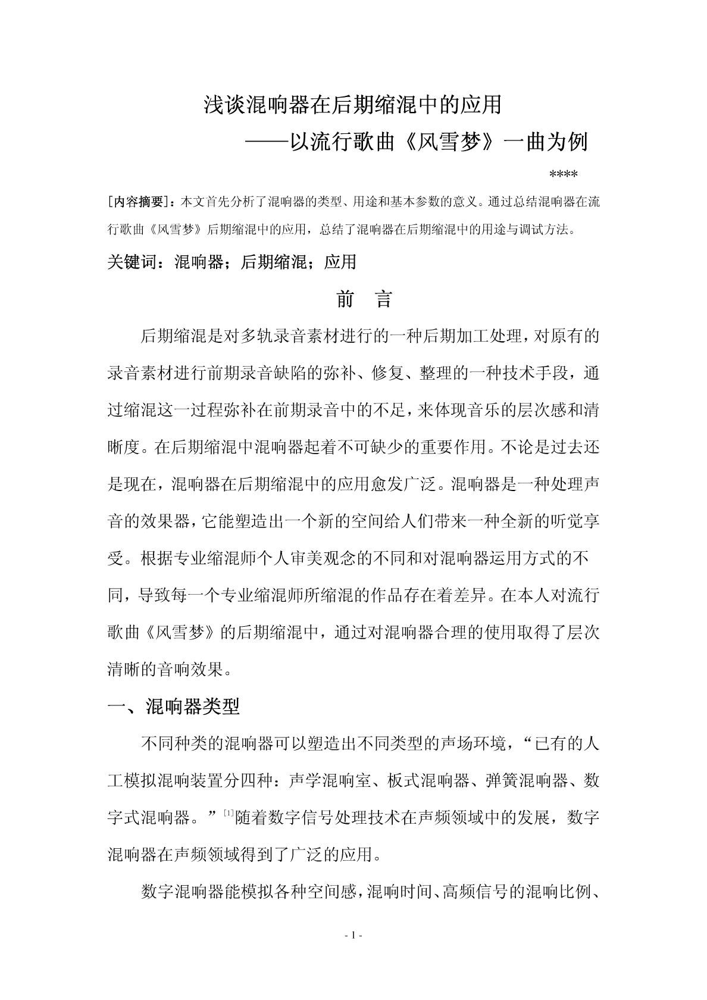 浅谈混响器在后期缩混中的应用
——以流行歌曲《风雪梦》一曲为例
****
[内容摘要]：本文首先分析了混响器的类型、用途和基本参数的意义。通过总结混响器在流
行歌曲《风雪梦》后期缩混中的应用，总结了混响器在后期缩混中的用途与调试方法。
关键词：混响器；后期缩混；应用
前 言
后期缩混是对多轨录音素材进行的一种后期加工处理，对原有的
录音素材进行前期录音缺陷的弥补、修复、整理的一种技术手段，通
过缩混这一过程弥补在前期录音中的不足，来体现音乐的层次感和清
晰度。在后期缩混中混响器起着不可缺少的重要作用。不论是过去还
是现在，混响器在后期缩混中的应用愈发广泛。混响器是一种处理声
音的效果器，它能塑造出一个新的空间给人们带来一种全新的听觉享
受。根据专业缩混师个人审美观念的不同和对混响器运用方式的不
同，导致每一个专业缩混师所缩混的作品存在着差异。在本人对流行
歌曲《风雪梦》的后期缩混中，通过对混响器合理的使用取得了层次
清晰的音响效果。
一、混响器类型
不同种类的混响器可以塑造出不同类型的声场环境，“已有的人
工模拟混响装置分四种：声学混响室、板式混响器、弹簧混响器、数
字式混响器。”[1]随着数字信号处理技术在声频领域中的发展，数字
混响器在声频领域得到了广泛的应用。
数字混响器能模拟各种空间感，混响时间、高频信号的混响比例、
- 1 -